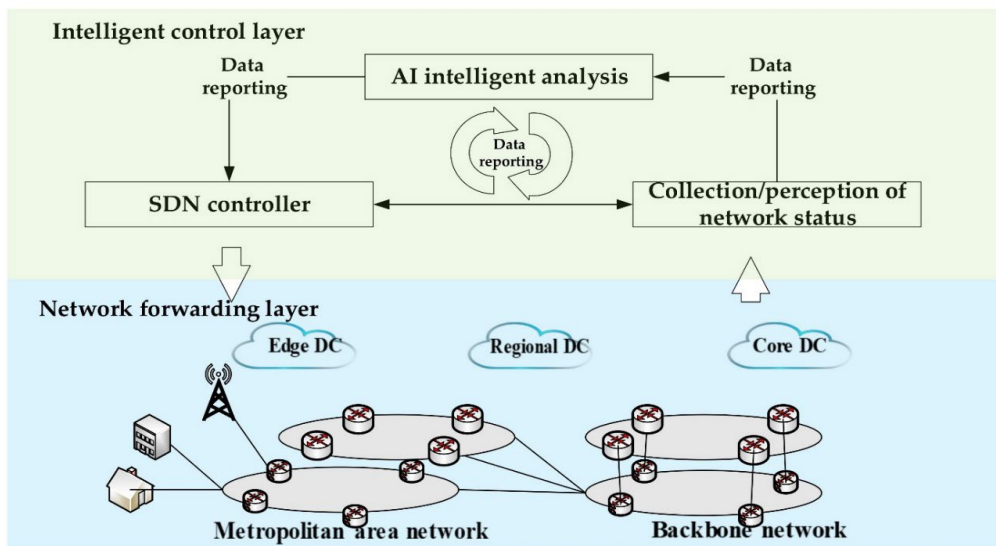 Intelligent control layer
Data
reporting
AI intelligent analysis
Data
reporting
Data
reporting
SDN controller
Collection/perception of
network status
Network forwarding layer
Edge DC
Regional DC
Core DC
Metropolitan area network
Backbone network